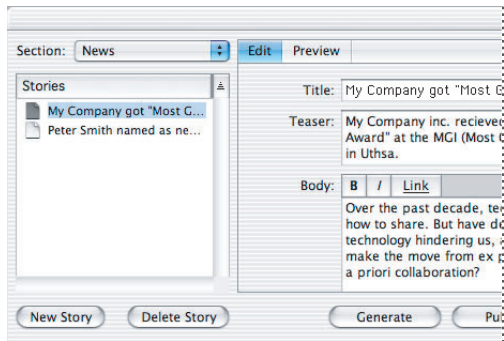 Section: News
Edit Preview
Stories
My Company got "Most G...
Peter Smith named as ne...
Title: My Company got "Most
Teaser: My Company inc. recieve
Award" at the MGI (Most
in Uthsa.
Body: B I Link
Over the past decade, te
how to share. But have d
technology hindering us,
make the move from ex p
a priori collaboration?
New Story Delete Story Generate Pu